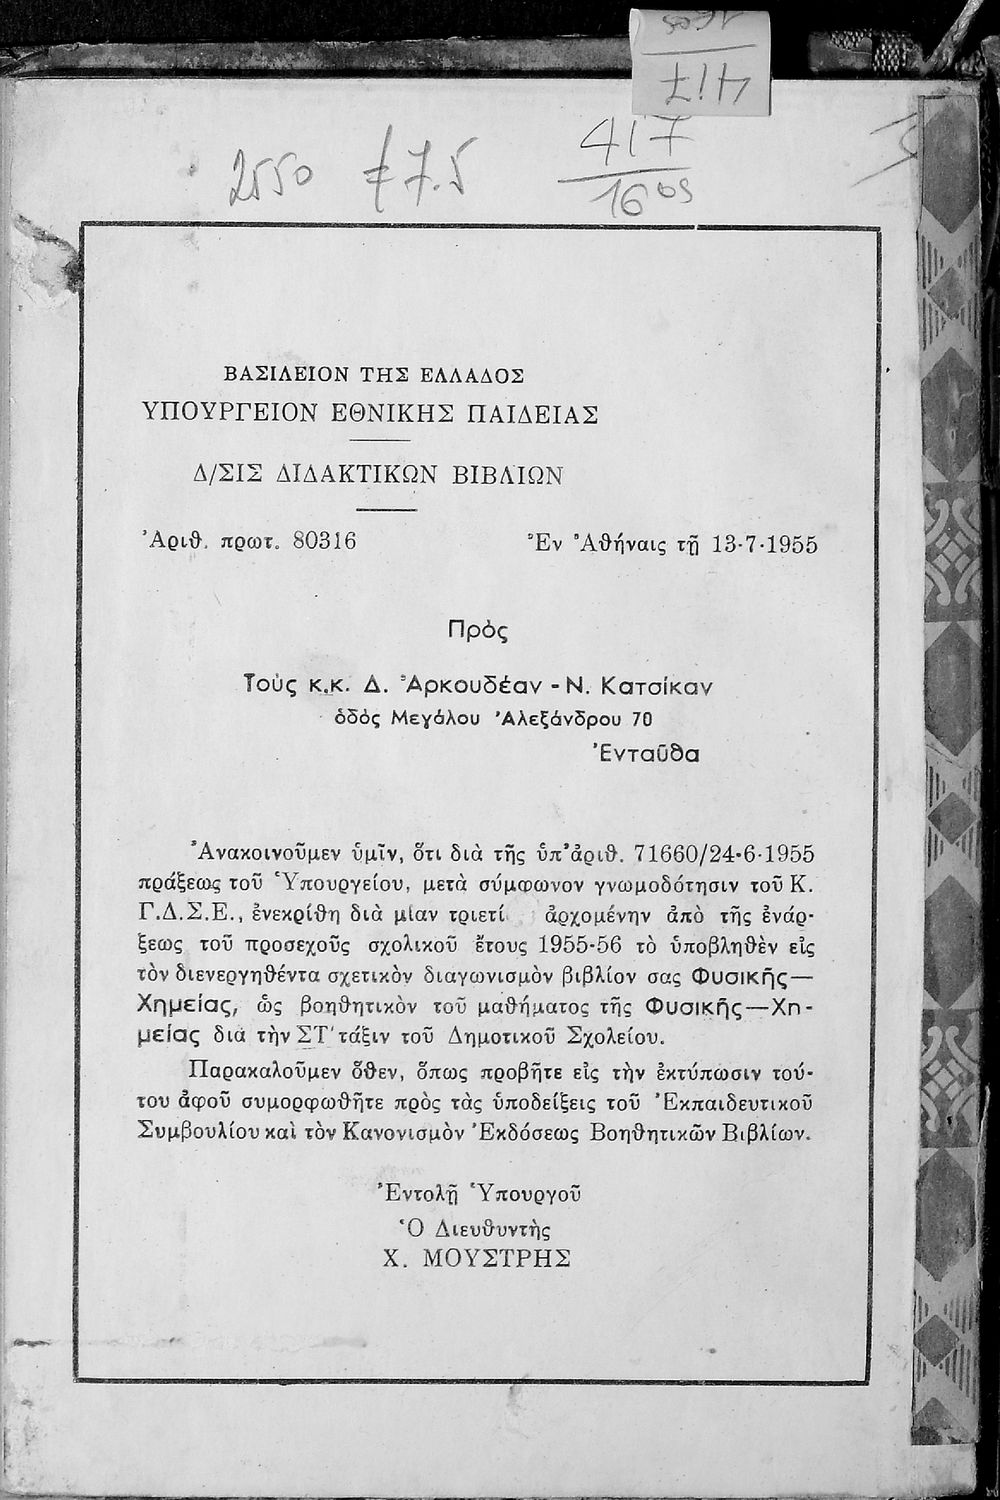 2550 £7.5
417
16 09
ΒΑΣΙΛΕΙΟΝ ΤΗΣ ΕΛΛΑΔΟΣ
ΥΠΟΥΡΓΕΙΟΝ ΕΘΝΙΚΗΣ ΠΑΙΔΕΙΑΣ
Δ/ΣΙΣ ΔΙΔΑΚΤΙΚΩΝ ΒΙΒΛΙΩΝ
Ἀριθ. πρωτ. 80316 Ἐν Ἀθήναις τῇ 13-7-1955
Πρὸς
Τοὺς κ.κ. Δ. Ἀρκουδέαν - Ν. Κατσίκαν
ὁδὸς Μεγάλου Ἀλεξάνδρου 70
Ἐνταῦθα
Ἀνακοινοῦμεν ὑμῖν, ὅτι διὰ τῆς ὑπ' ἀριθ. 71660/24-6-1955
πράξεως τοῦ Ὑπουργείου, μετὰ σύμφωνον γνωμοδότησιν τοῦ Κ.
Γ.Δ.Σ.Ε., ἐνεκρίθη διὰ μίαν τριετί ἀρχομένην ἀπὸ τῆς ἐνάρ-
ξεως τοῦ προσεχοῦς σχολικοῦ ἔτους 1955-56 τὸ ὑποβληθὲν εἰς
τὸν διενεργηθέντα σχετικὸν διαγωνισμὸν βιβλίον σας Φυσικῆς—
Χημείας, ὡς βοηθητικὸν τοῦ μαθήματος τῆς Φυσικῆς—Χη-
μείας διὰ τὴν ΣΤ' τάξιν τοῦ Δημοτικοῦ Σχολείου.
Παρακαλοῦμεν ὅθεν, ὅπως προβῆτε εἰς τὴν ἐκτύπωσιν τού-
του ἀφοῦ συμορφωθῆτε πρὸς τὰς ὑποδείξεις τοῦ Ἐκπαιδευτικοῦ
Συμβουλίου καὶ τὸν Κανονισμὸν Ἐκδόσεως Βοηθητικῶν Βιβλίων.
Ἐντολῇ Ὑπουργοῦ
Ὁ Διευθυντὴς
Χ. ΜΟΥΣΤΡΗΣ